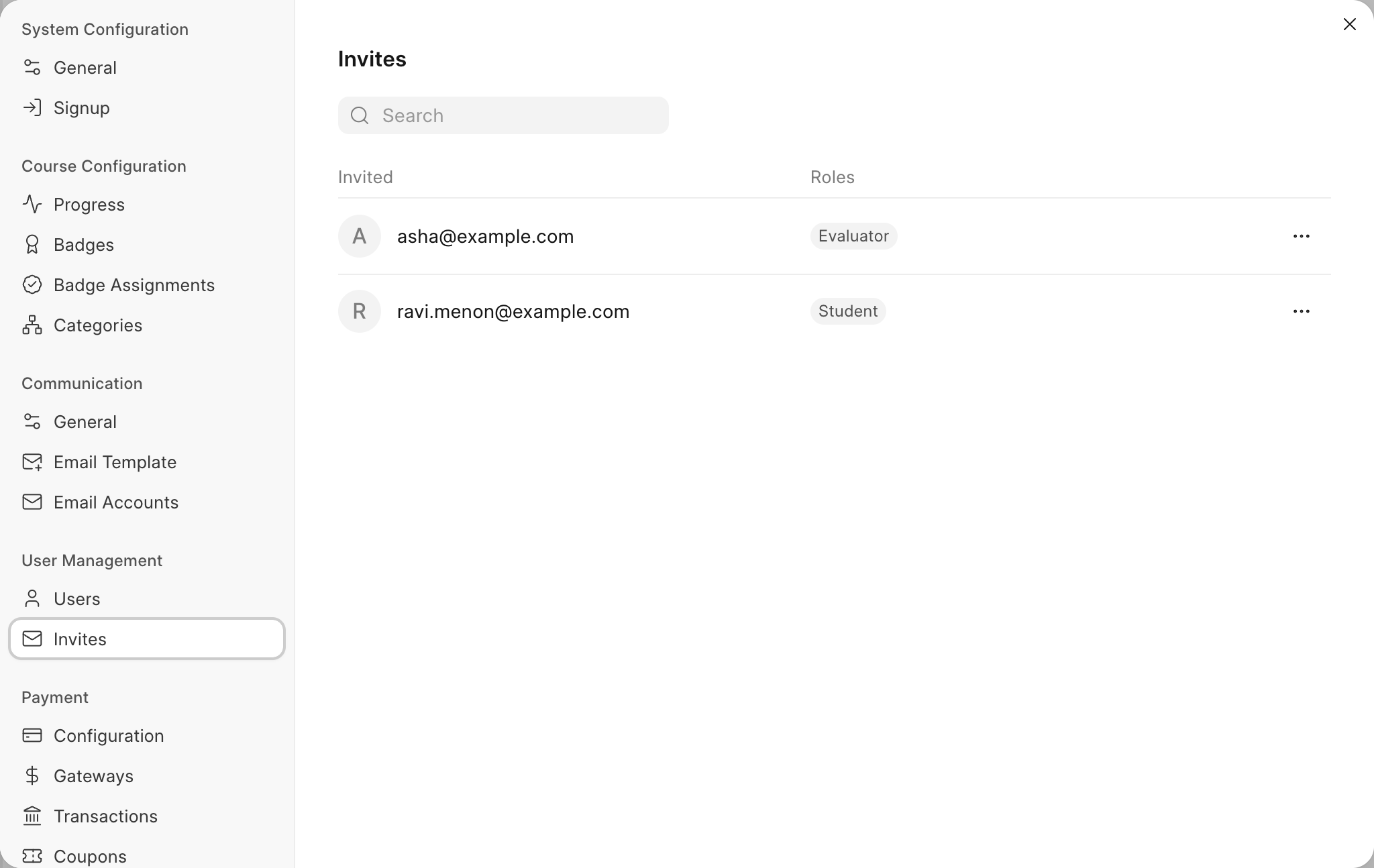 System Configuration
General
Signup
Course Configuration
Progress
Badges
Badge Assignments
Categories
Communication
General
Email Template
Email Accounts
User Management
Users
Invites
Payment
Configuration
Gateways
Transactions
Coupons
Invites
Search
Invited Roles
A asha@example.com Evaluator
R ravi.menon@example.com Student